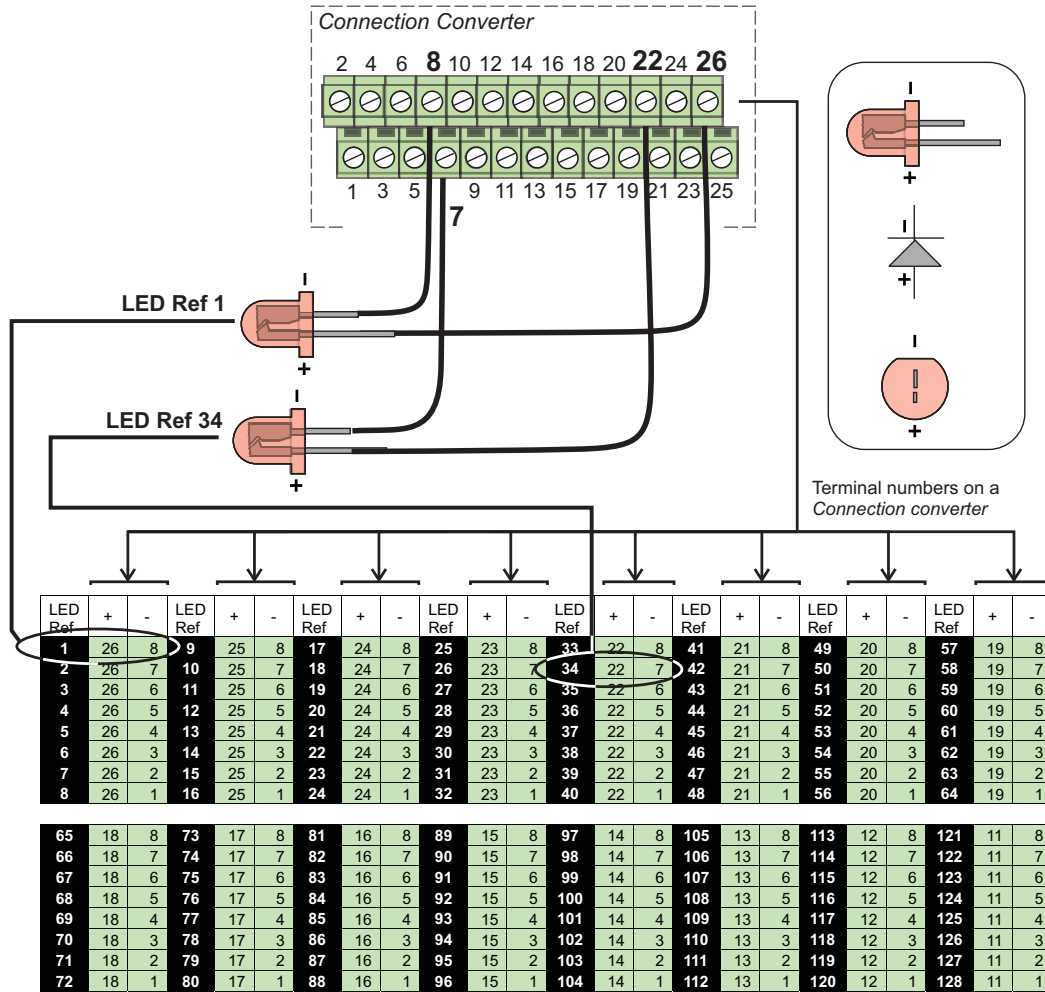 Connection Converter
2 4 6 8 10 12 14 16 18 20 22 24 26
1 3 5 7 9 11 13 15 17 19 21 23 25
LED Ref 1
- +
LED Ref 34
- +
- +
- +
- +
Terminal numbers on a
Connection converter
LED Ref + - LED Ref + - LED Ref + - LED Ref + - LED Ref + - LED Ref + - LED Ref + - LED Ref + -
1 26 8 9 25 8 17 24 8 25 23 8 33 22 8 41 21 8 49 20 8 57 19 8
2 26 7 10 25 7 18 24 7 26 23 7 34 22 7 42 21 7 50 20 7 58 19 7
3 26 6 11 25 6 19 24 6 27 23 6 35 22 6 43 21 6 51 20 6 59 19 6
4 26 5 12 25 5 20 24 5 28 23 5 36 22 5 44 21 5 52 20 5 60 19 5
5 26 4 13 25 4 21 24 4 29 23 4 37 22 4 45 21 4 53 20 4 61 19 4
6 26 3 14 25 3 22 24 3 30 23 3 38 22 3 46 21 3 54 20 3 62 19 3
7 26 2 15 25 2 23 24 2 31 23 2 39 22 2 47 21 2 55 20 2 63 19 2
8 26 1 16 25 1 24 24 1 32 23 1 40 22 1 48 21 1 56 20 1 64 19 1
65 18 8 73 17 8 81 16 8 89 15 8 97 14 8 105 13 8 113 12 8 121 11 8
66 18 7 74 17 7 82 16 7 90 15 7 98 14 7 106 13 7 114 12 7 122 11 7
67 18 6 75 17 6 83 16 6 91 15 6 99 14 6 107 13 6 115 12 6 123 11 6
68 18 5 76 17 5 84 16 5 92 15 5 100 14 5 108 13 5 116 12 5 124 11 5
69 18 4 77 17 4 85 16 4 93 15 4 101 14 4 109 13 4 117 12 4 125 11 4
70 18 3 78 17 3 86 16 3 94 15 3 102 14 3 110 13 3 118 12 3 126 11 3
71 18 2 79 17 2 87 16 2 95 15 2 103 14 2 111 13 2 119 12 2 127 11 2
72 18 1 80 17 1 88 16 1 96 15 1 104 14 1 112 13 1 120 12 1 128 11 1